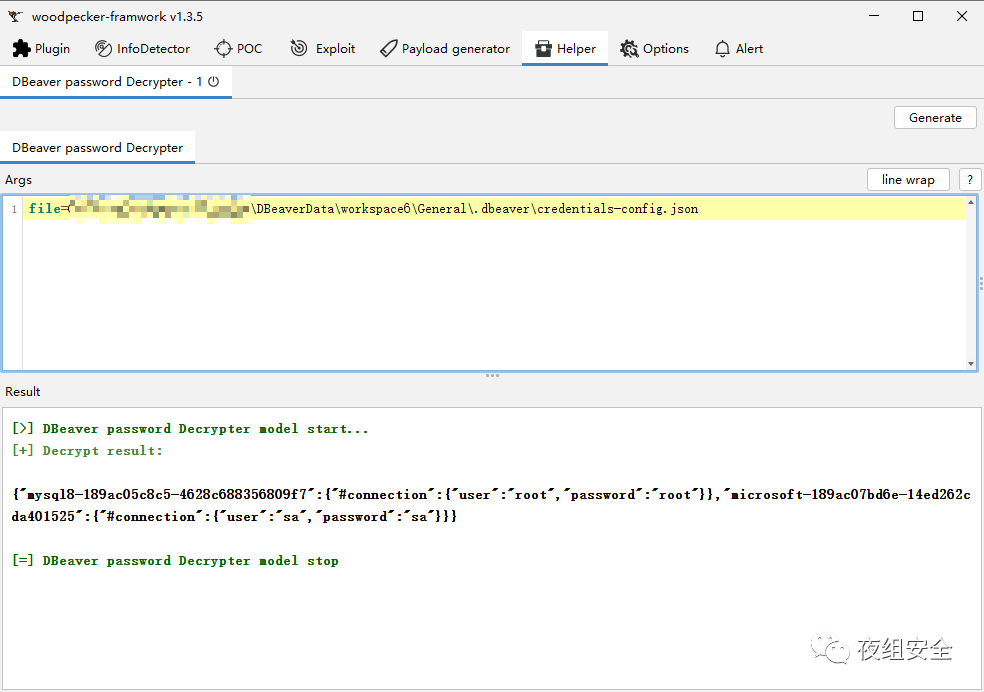 woodpecker-framwork v1.3.5
Plugin InfoDetector POC Exploit Payload generator Helper Options Alert
DBeaver password Decrypter - 1
Generate
DBeaver password Decrypter
Args line wrap ?
1 file= \DBeaverData\workspace6\General\.dbeaver\credentials-config.json
Result
[>] DBeaver password Decrypter model start...
[+] Decrypt result:
{"mysql8-189ac05c8c5-4628c688356809f7":{"#connection":{"user":"root","password":"root"}},"microsoft-189ac07bd6e-14ed262c
da401525":{"#connection":{"user":"sa","password":"sa"}}}
[=] DBeaver password Decrypter model stop
夜组安全